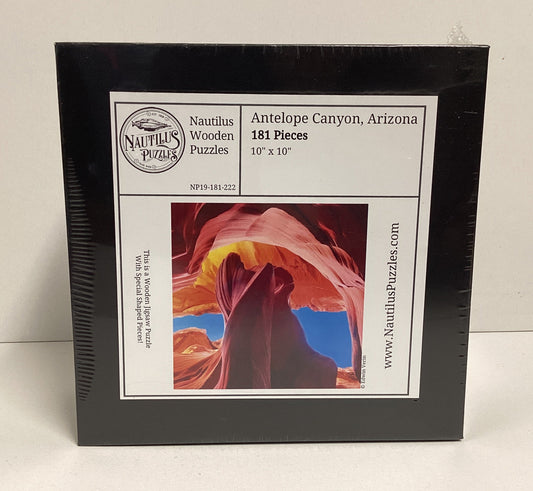 NAUTILUS
PUZZLES
Nautilus
Wooden
Puzzles
NP19-181-222
Antelope Canyon, Arizona
181 Pieces
10" x 10"
This is a Wooden Jigsaw Puzzle
With Special Shaped Pieces!
www.NautilusPuzzles.com